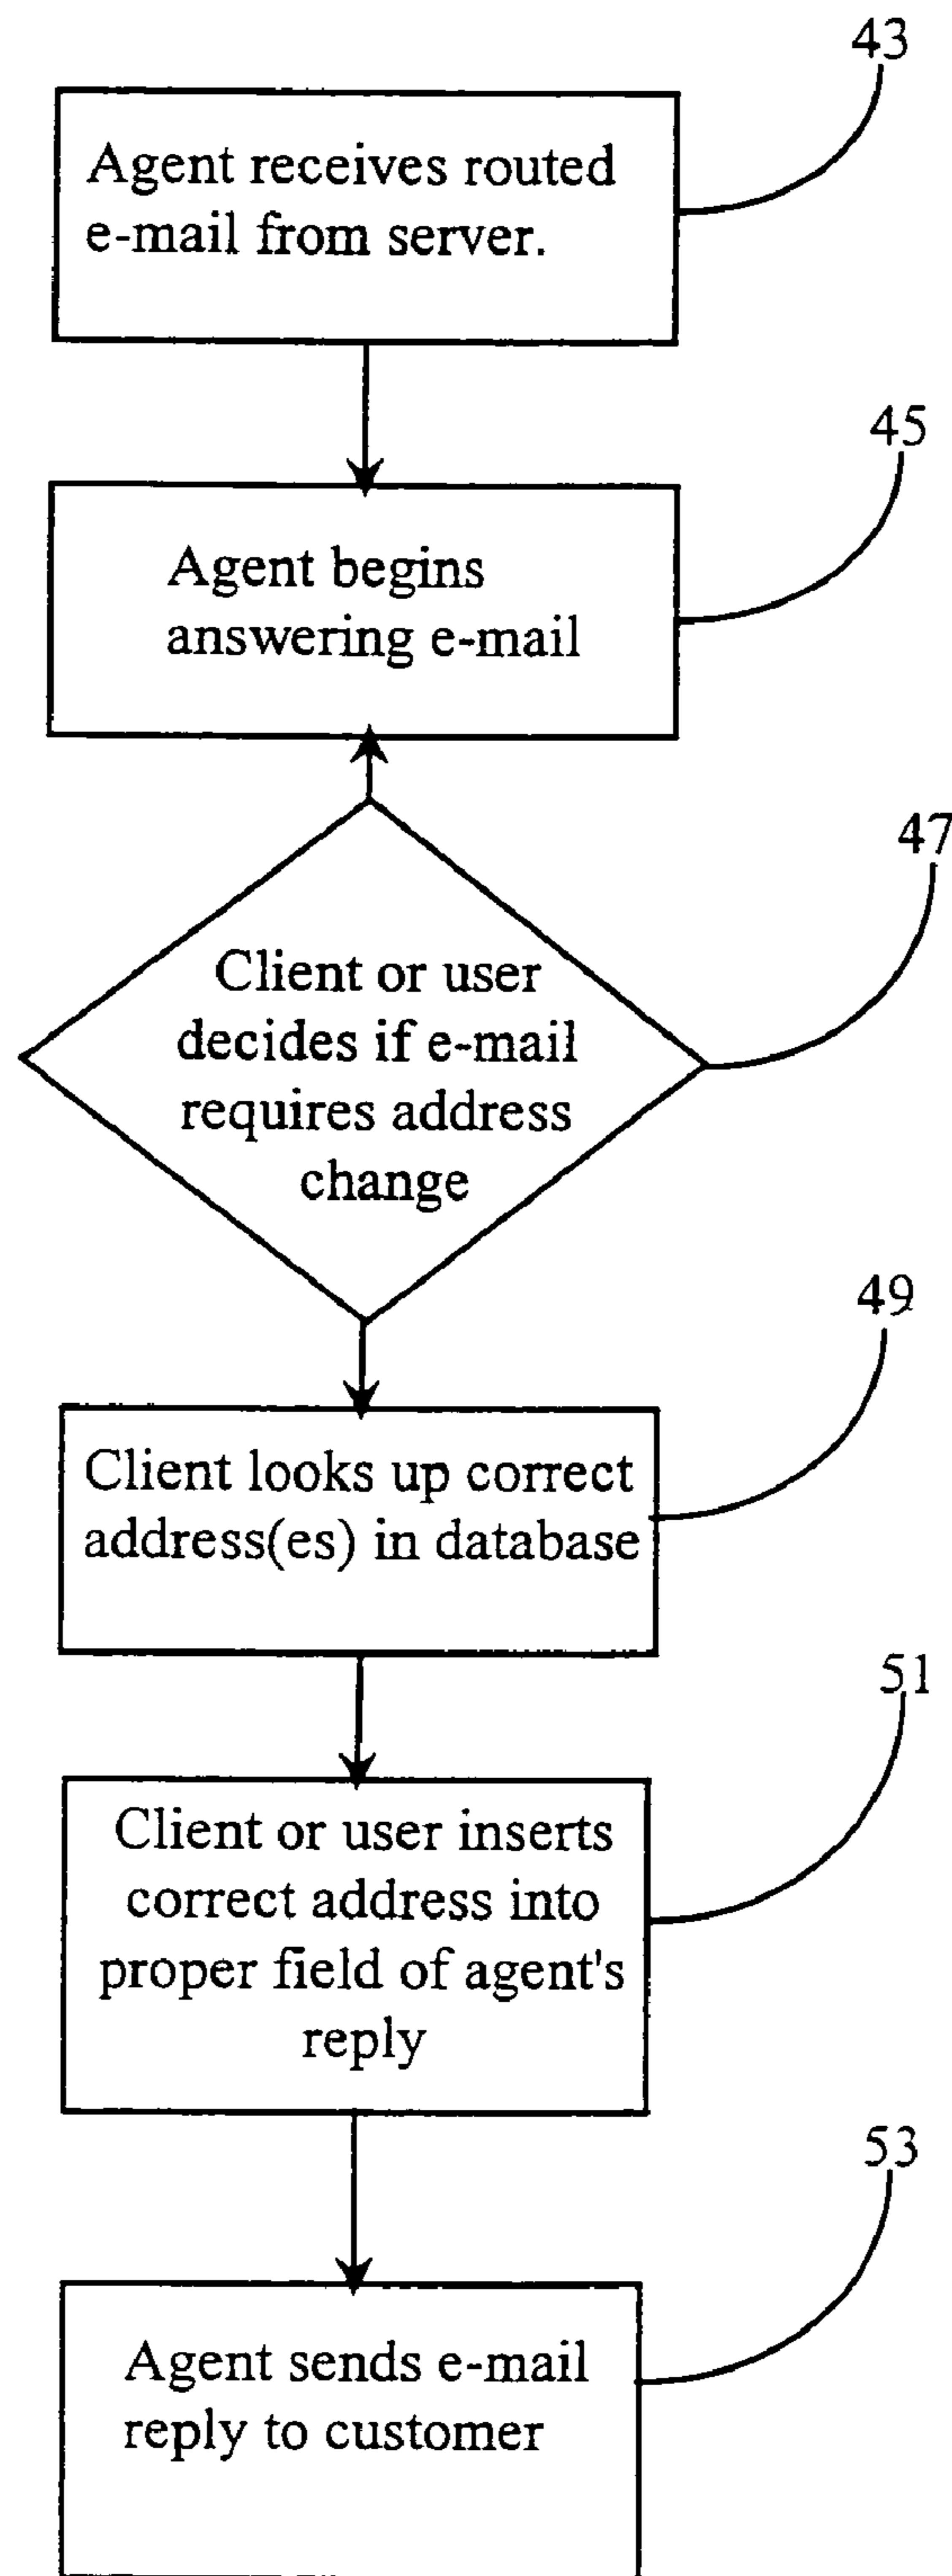 43
Agent receives routed
e-mail from server.
45
Agent begins
answering e-mail
47
Client or user
decides if e-mail
requires address
change
49
Client looks up correct
address(es) in database
51
Client or user inserts
correct address into
proper field of agent's
reply
53
Agent sends e-mail
reply to customer